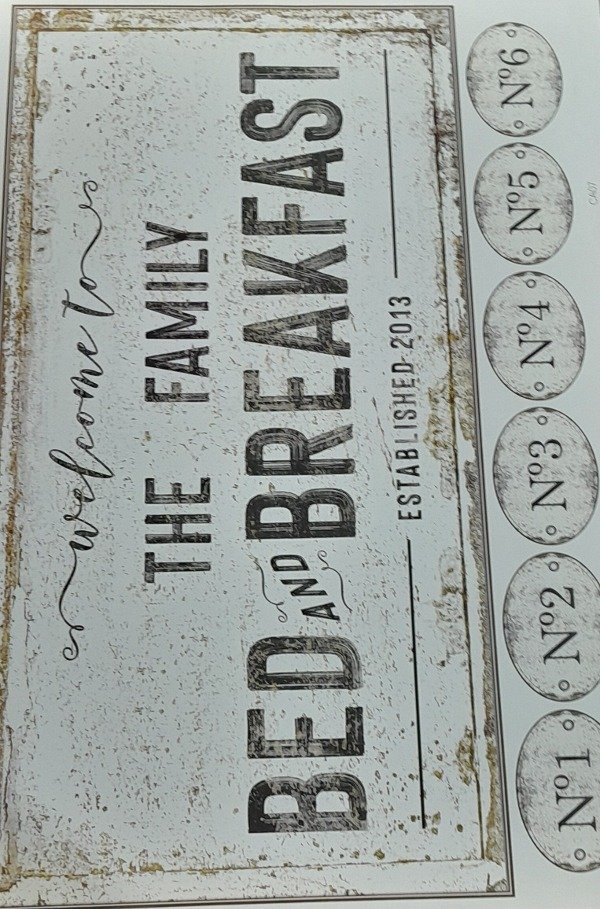 welcome to
THE FAMILY
BED AND BREAKFAST
ESTABLISHED 2013
Nº1 Nº2 Nº3 Nº4 Nº5 Nº6